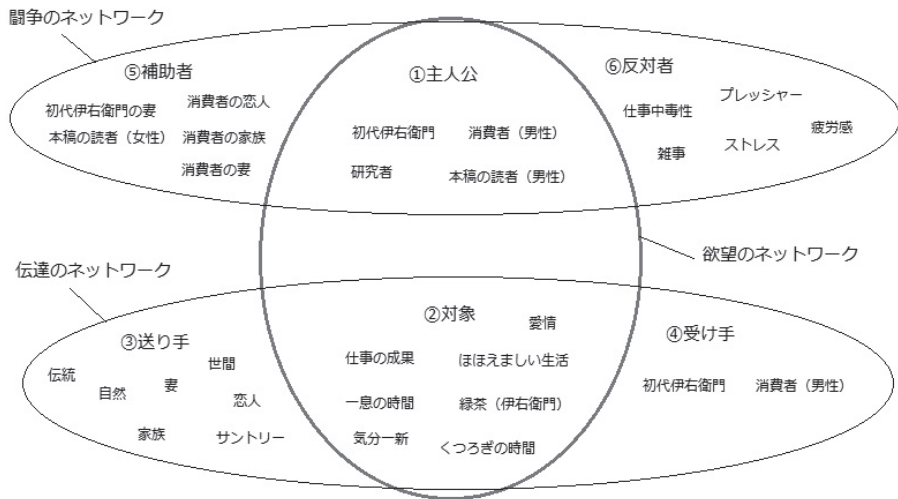 闘争のネットワーク
⑤補助者
初代伊右衛門の妻
消費者の恋人
本稿の読者（女性）
消費者の家族
消費者の妻
①主人公
初代伊右衛門
消費者（男性）
研究者
本稿の読者（男性）
⑥反対者
プレッシャー
仕事中毒性
疲労感
雑事
ストレス
欲望のネットワーク
伝達のネットワーク
③送り手
世間
伝統
自然
妻
恋人
家族
サントリー
②対象
愛情
仕事の成果
ほほえましい生活
一息の時間
緑茶（伊右衛門）
気分一新
くつろぎの時間
④受け手
初代伊右衛門
消費者（男性）